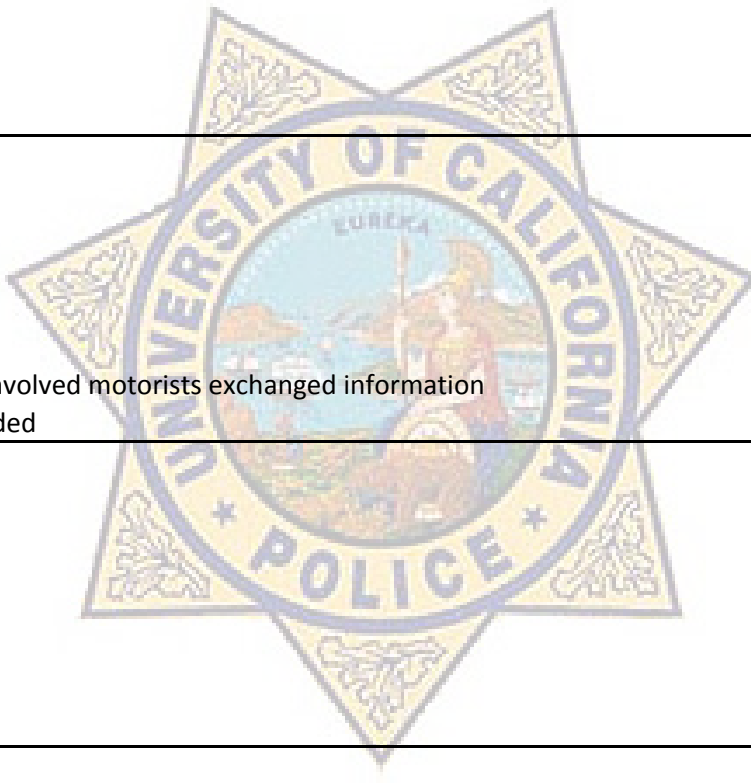 UNIVERSITY OF CALIFORNIA
EUREKA
nvolved motorists exchanged information
ded
POLICE